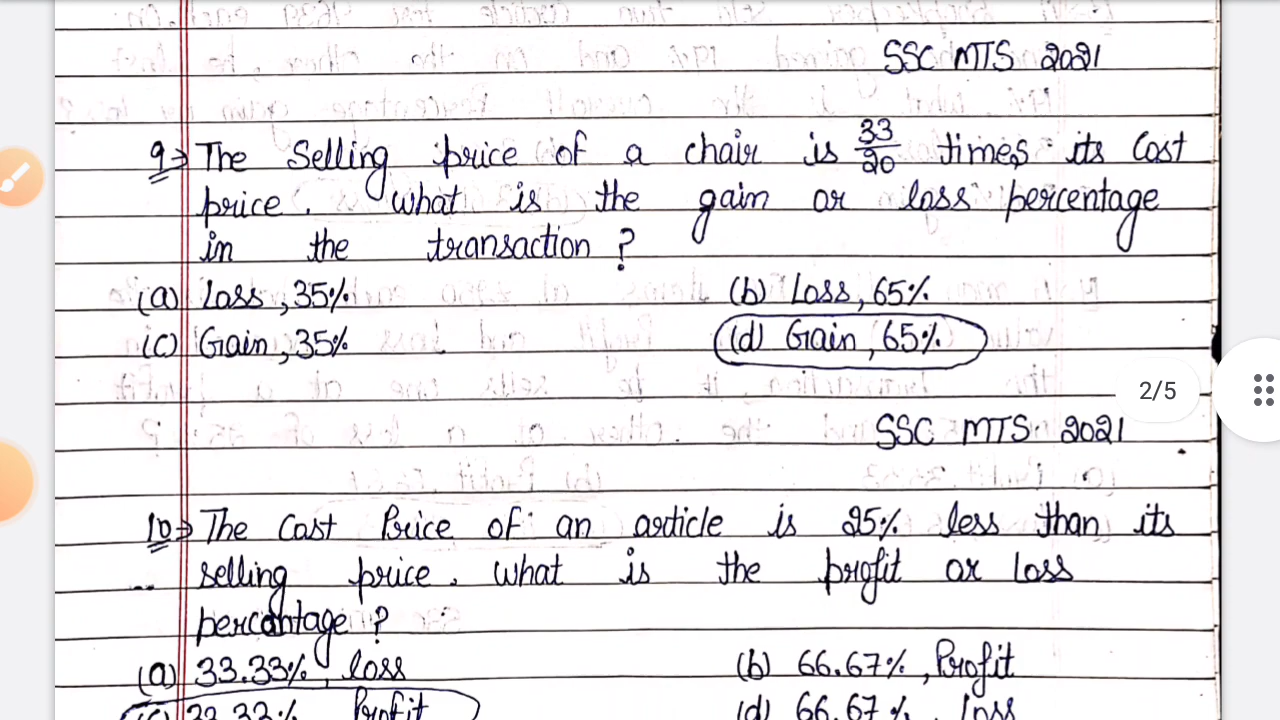 SSC MTS 2021
9⇒ The Selling price of a chair is 33/20 times its Cost
price. What is the gain or loss percentage
in the transaction ?
(a) Loss, 35% (b) Loss, 65%
(c) Gain, 35% (d) Gain, 65%
2/5
SSC MTS 2021
10⇒ The Cost Price of an article is 25% less than its
selling price. What is the profit or Loss
percentage ?
(a) 33.33%, loss (b) 66.67%, Profit
(c) 33.33% Profit (d) 66.67%, Loss